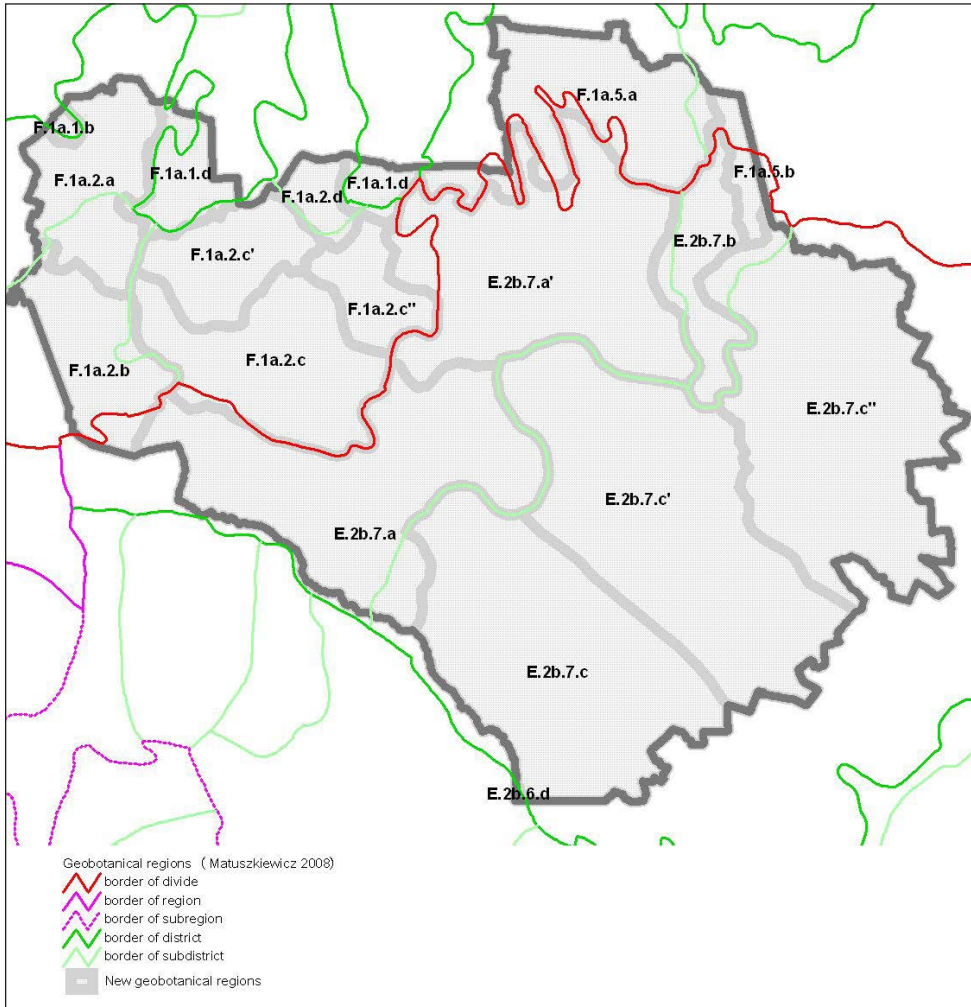 F.1a.5.a
F.1a.1.b
F.1a.1.d
F.1a.5.b
F.1a.2.a
F.1a.1.d
F.1a.2.d
E.2b.7.b
F.1a.2.c'
E.2b.7.a'
F.1a.2.c"
F.1a.2.c
F.1a.2.b
E.2b.7.c"
E.2b.7.c'
E.2b.7.a
E.2b.7.c
E.2b.6.d
Geobotanical regions ( Matuszkiewicz 2008)
border of divide
border of region
border of subregion
border of district
border of subdistrict
New geobotanical regions